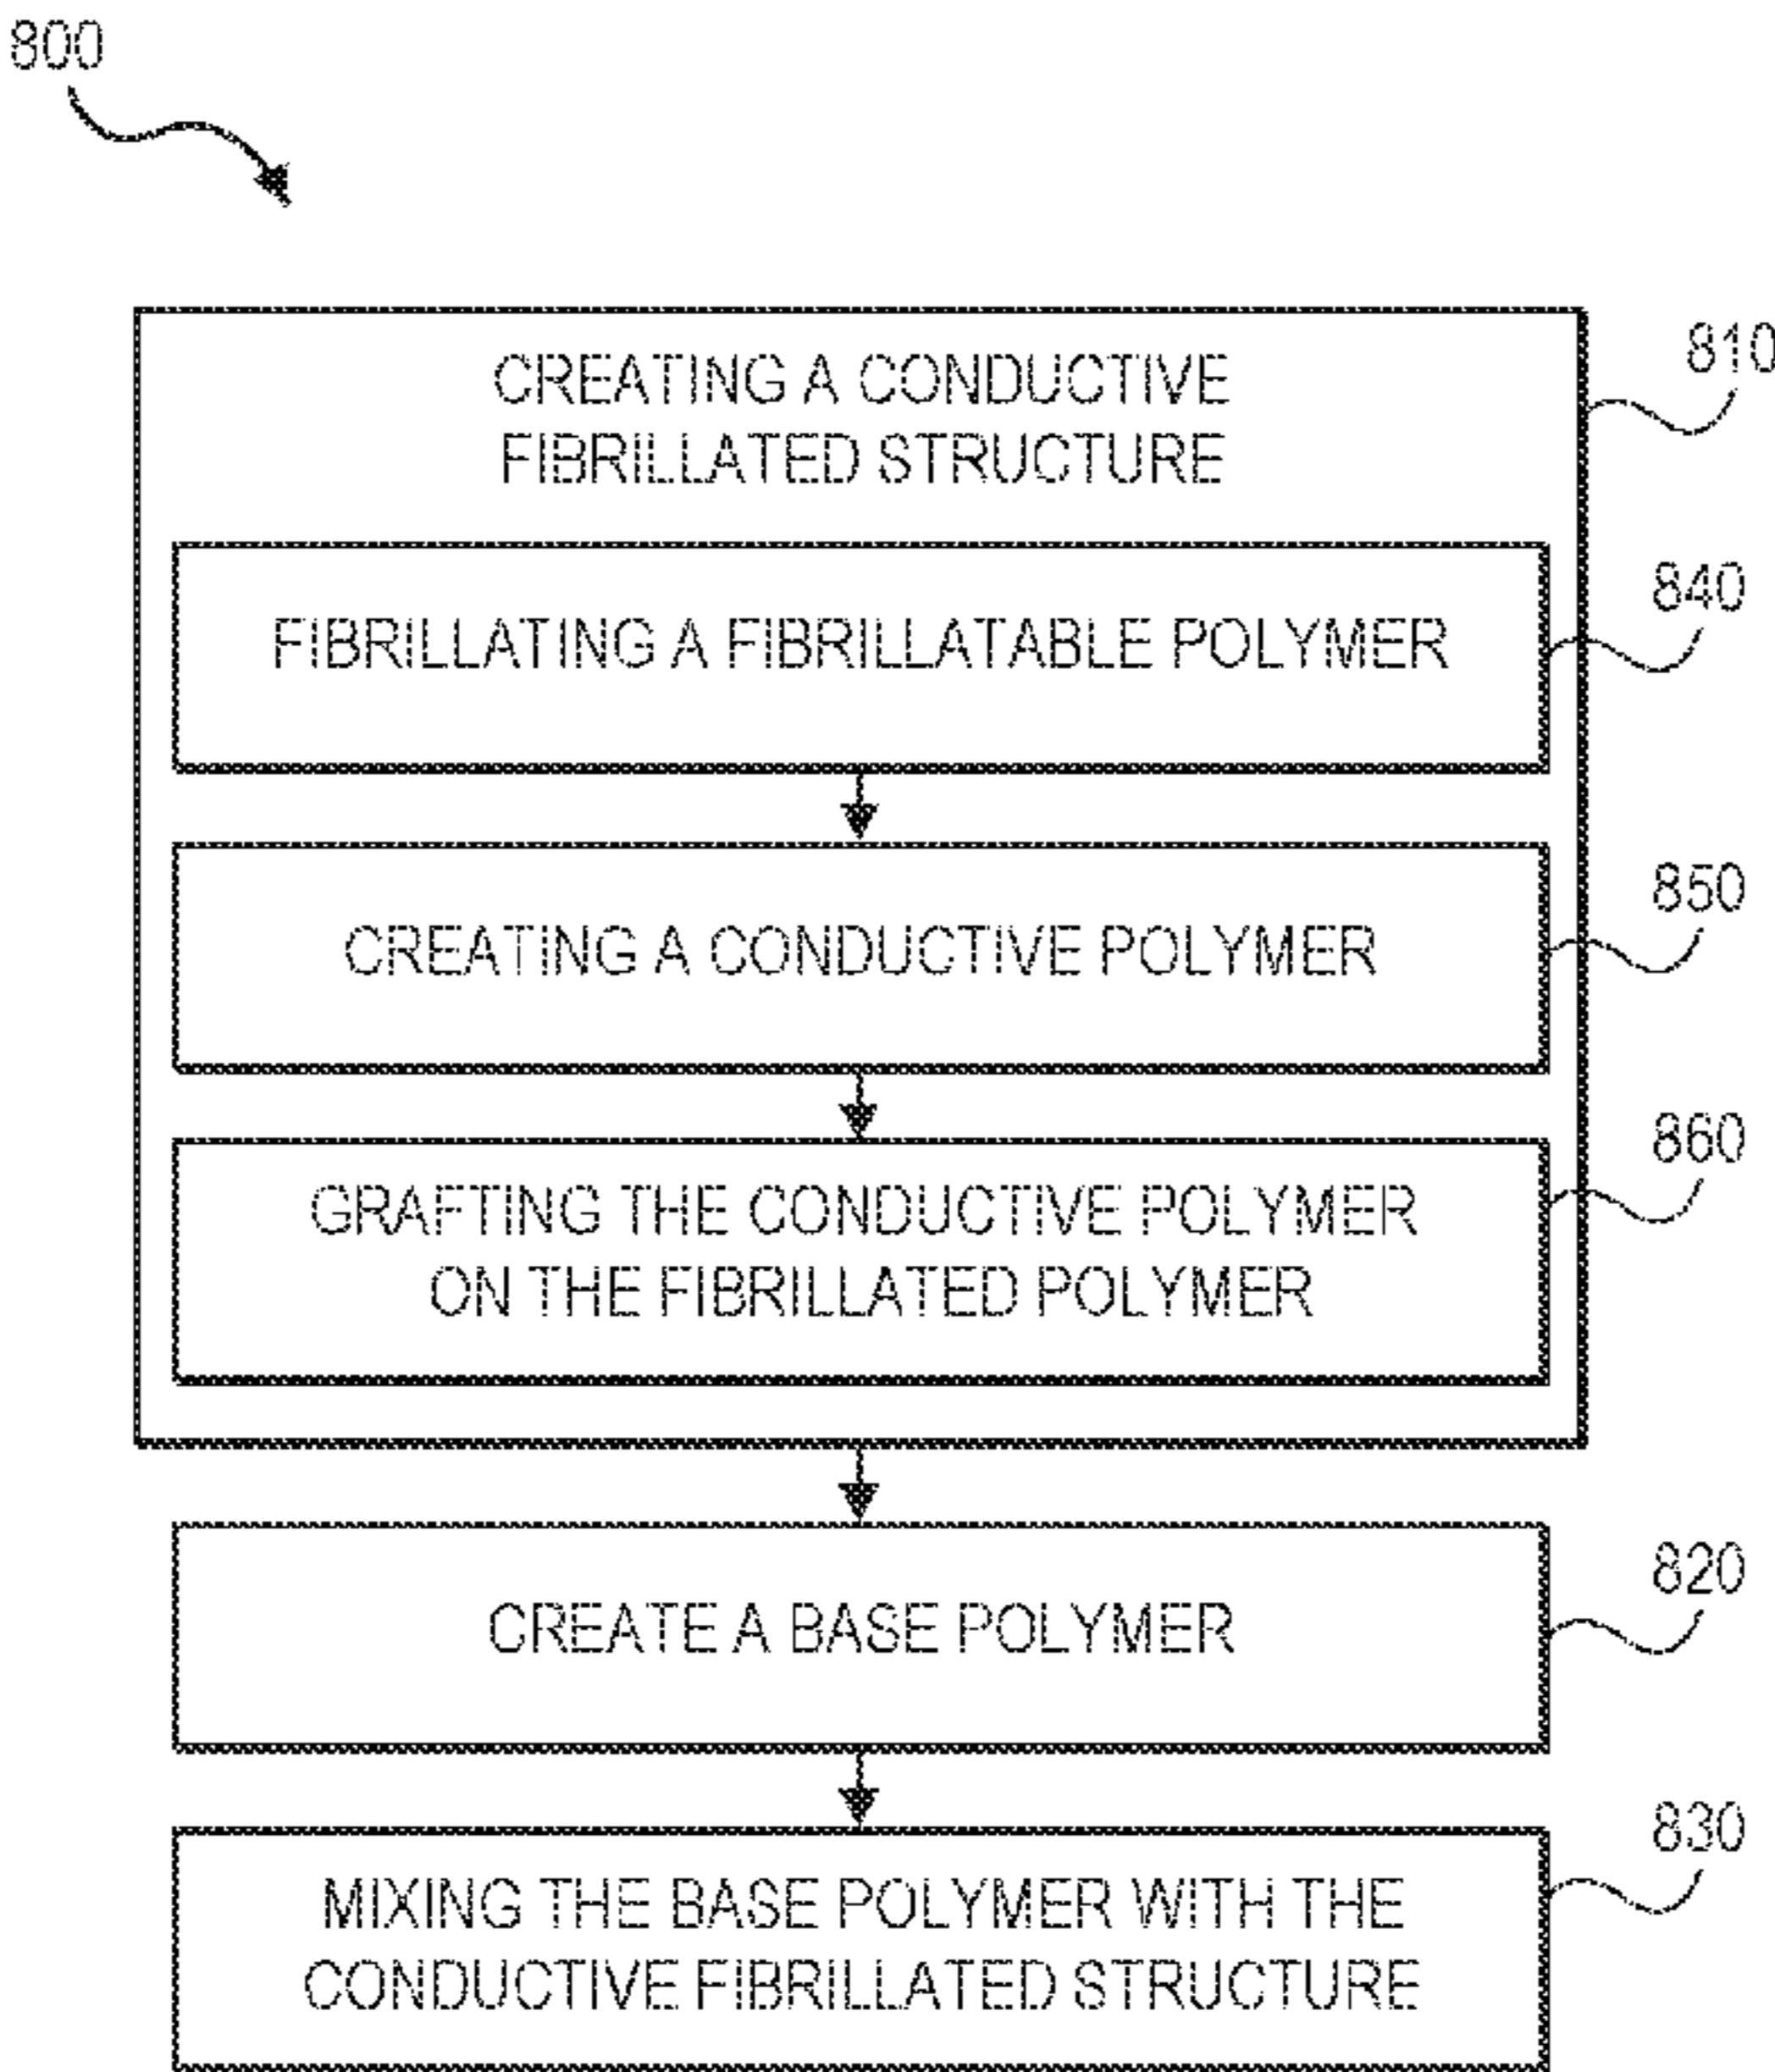 800
810
CREATING A CONDUCTIVE
FIBRILLATED STRUCTURE
840
FIBRILLATING A FIBRILLATABLE POLYMER
850
CREATING A CONDUCTIVE POLYMER
860
GRAFTING THE CONDUCTIVE POLYMER
ON THE FIBRILLATED POLYMER
820
CREATE A BASE POLYMER
830
MIXING THE BASE POLYMER WITH THE
CONDUCTIVE FIBRILLATED STRUCTURE